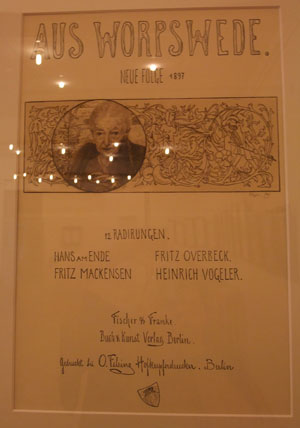 AUS WORPSWEDE.
NEUE FOLGE 1897
12 RADIRUNGEN.
HANS AM ENDE FRITZ OVERBECK.
FRITZ MACKENSEN HEINRICH VOGELER.
Fischer & Franke
Buch & Kunst Verlag, Berlin.
Gedruckt bei O. Felsing Hofkupferdrucker. Berlin